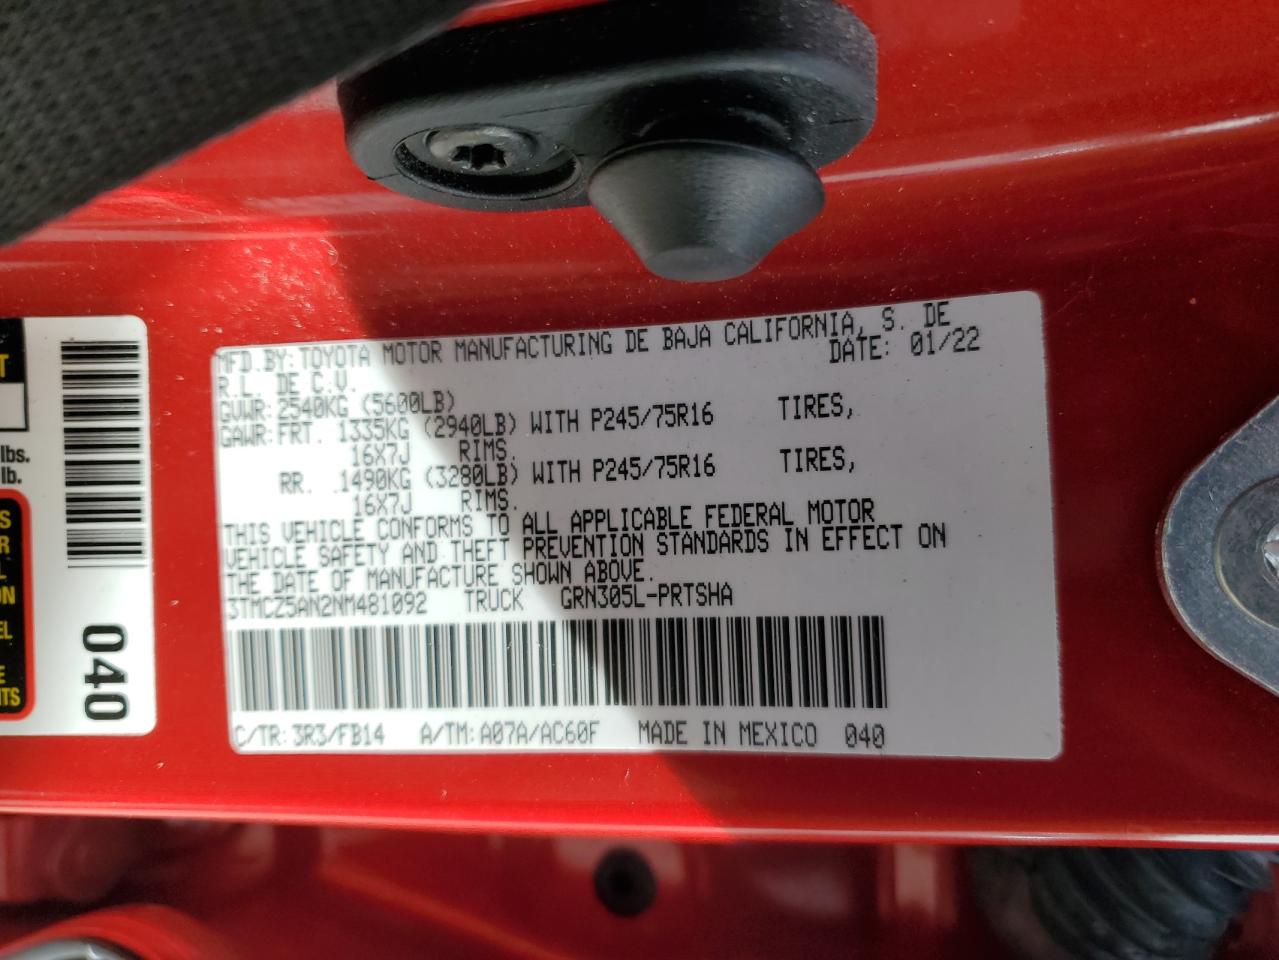 MFD.BY: TOYOTA MOTOR MANUFACTURING DE BAJA CALIFORNIA, S. DE
R.L. DE C.V. DATE: 01/22
GVWR: 2540KG (5600LB)
GAWR: FRT. 1335KG (2940LB) WITH P245/75R16 TIRES,
16X7J RIMS.
RR. 1490KG (3280LB) WITH P245/75R16 TIRES,
16X7J RIMS.
THIS VEHICLE CONFORMS TO ALL APPLICABLE FEDERAL MOTOR
VEHICLE SAFETY AND THEFT PREVENTION STANDARDS IN EFFECT ON
THE DATE OF MANUFACTURE SHOWN ABOVE.
3TMCZ5AN2NM481092 TRUCK GRN305L-PRTSHA
C/TR: 3R3/FB14 A/TM: A07A/AC60F MADE IN MEXICO 040
lbs.
lb.
040